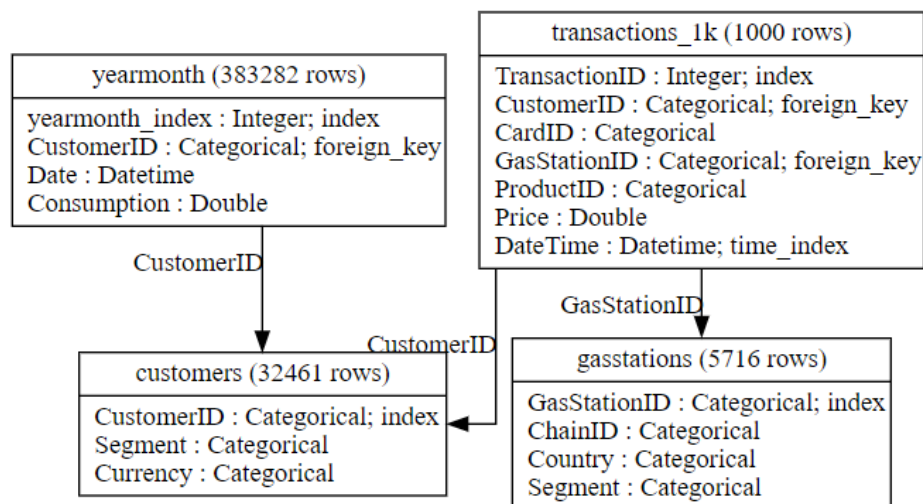 yearmonth (383282 rows)
yearmonth_index : Integer; index
CustomerID : Categorical; foreign_key
Date : Datetime
Consumption : Double
transactions_1k (1000 rows)
TransactionID : Integer; index
CustomerID : Categorical; foreign_key
CardID : Categorical
GasStationID : Categorical; foreign_key
ProductID : Categorical
Price : Double
DateTime : Datetime; time_index
CustomerID
GasStationID
CustomerID
customers (32461 rows)
CustomerID : Categorical; index
Segment : Categorical
Currency : Categorical
gasstations (5716 rows)
GasStationID : Categorical; index
ChainID : Categorical
Country : Categorical
Segment : Categorical